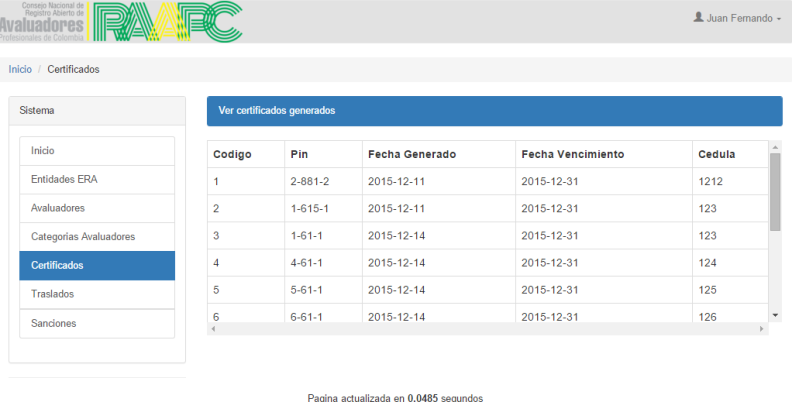 Consejo Nacional de
Registro Abierto de
Avaluadores
Profesionales de Colombia
RAAPC
Juan Fernando
Inicio / Certificados
Sistema
Inicio
Entidades ERA
Avaluadores
Categorias Avaluadores
Certificados
Traslados
Sanciones
Ver certificados generados
Codigo Pin Fecha Generado Fecha Vencimiento Cedula
1 2-881-2 2015-12-11 2015-12-31 1212
2 1-615-1 2015-12-11 2015-12-31 123
3 1-61-1 2015-12-14 2015-12-31 123
4 4-61-1 2015-12-14 2015-12-31 124
5 5-61-1 2015-12-14 2015-12-31 125
6 6-61-1 2015-12-14 2015-12-31 126
Pagina actualizada en 0.0485 segundos